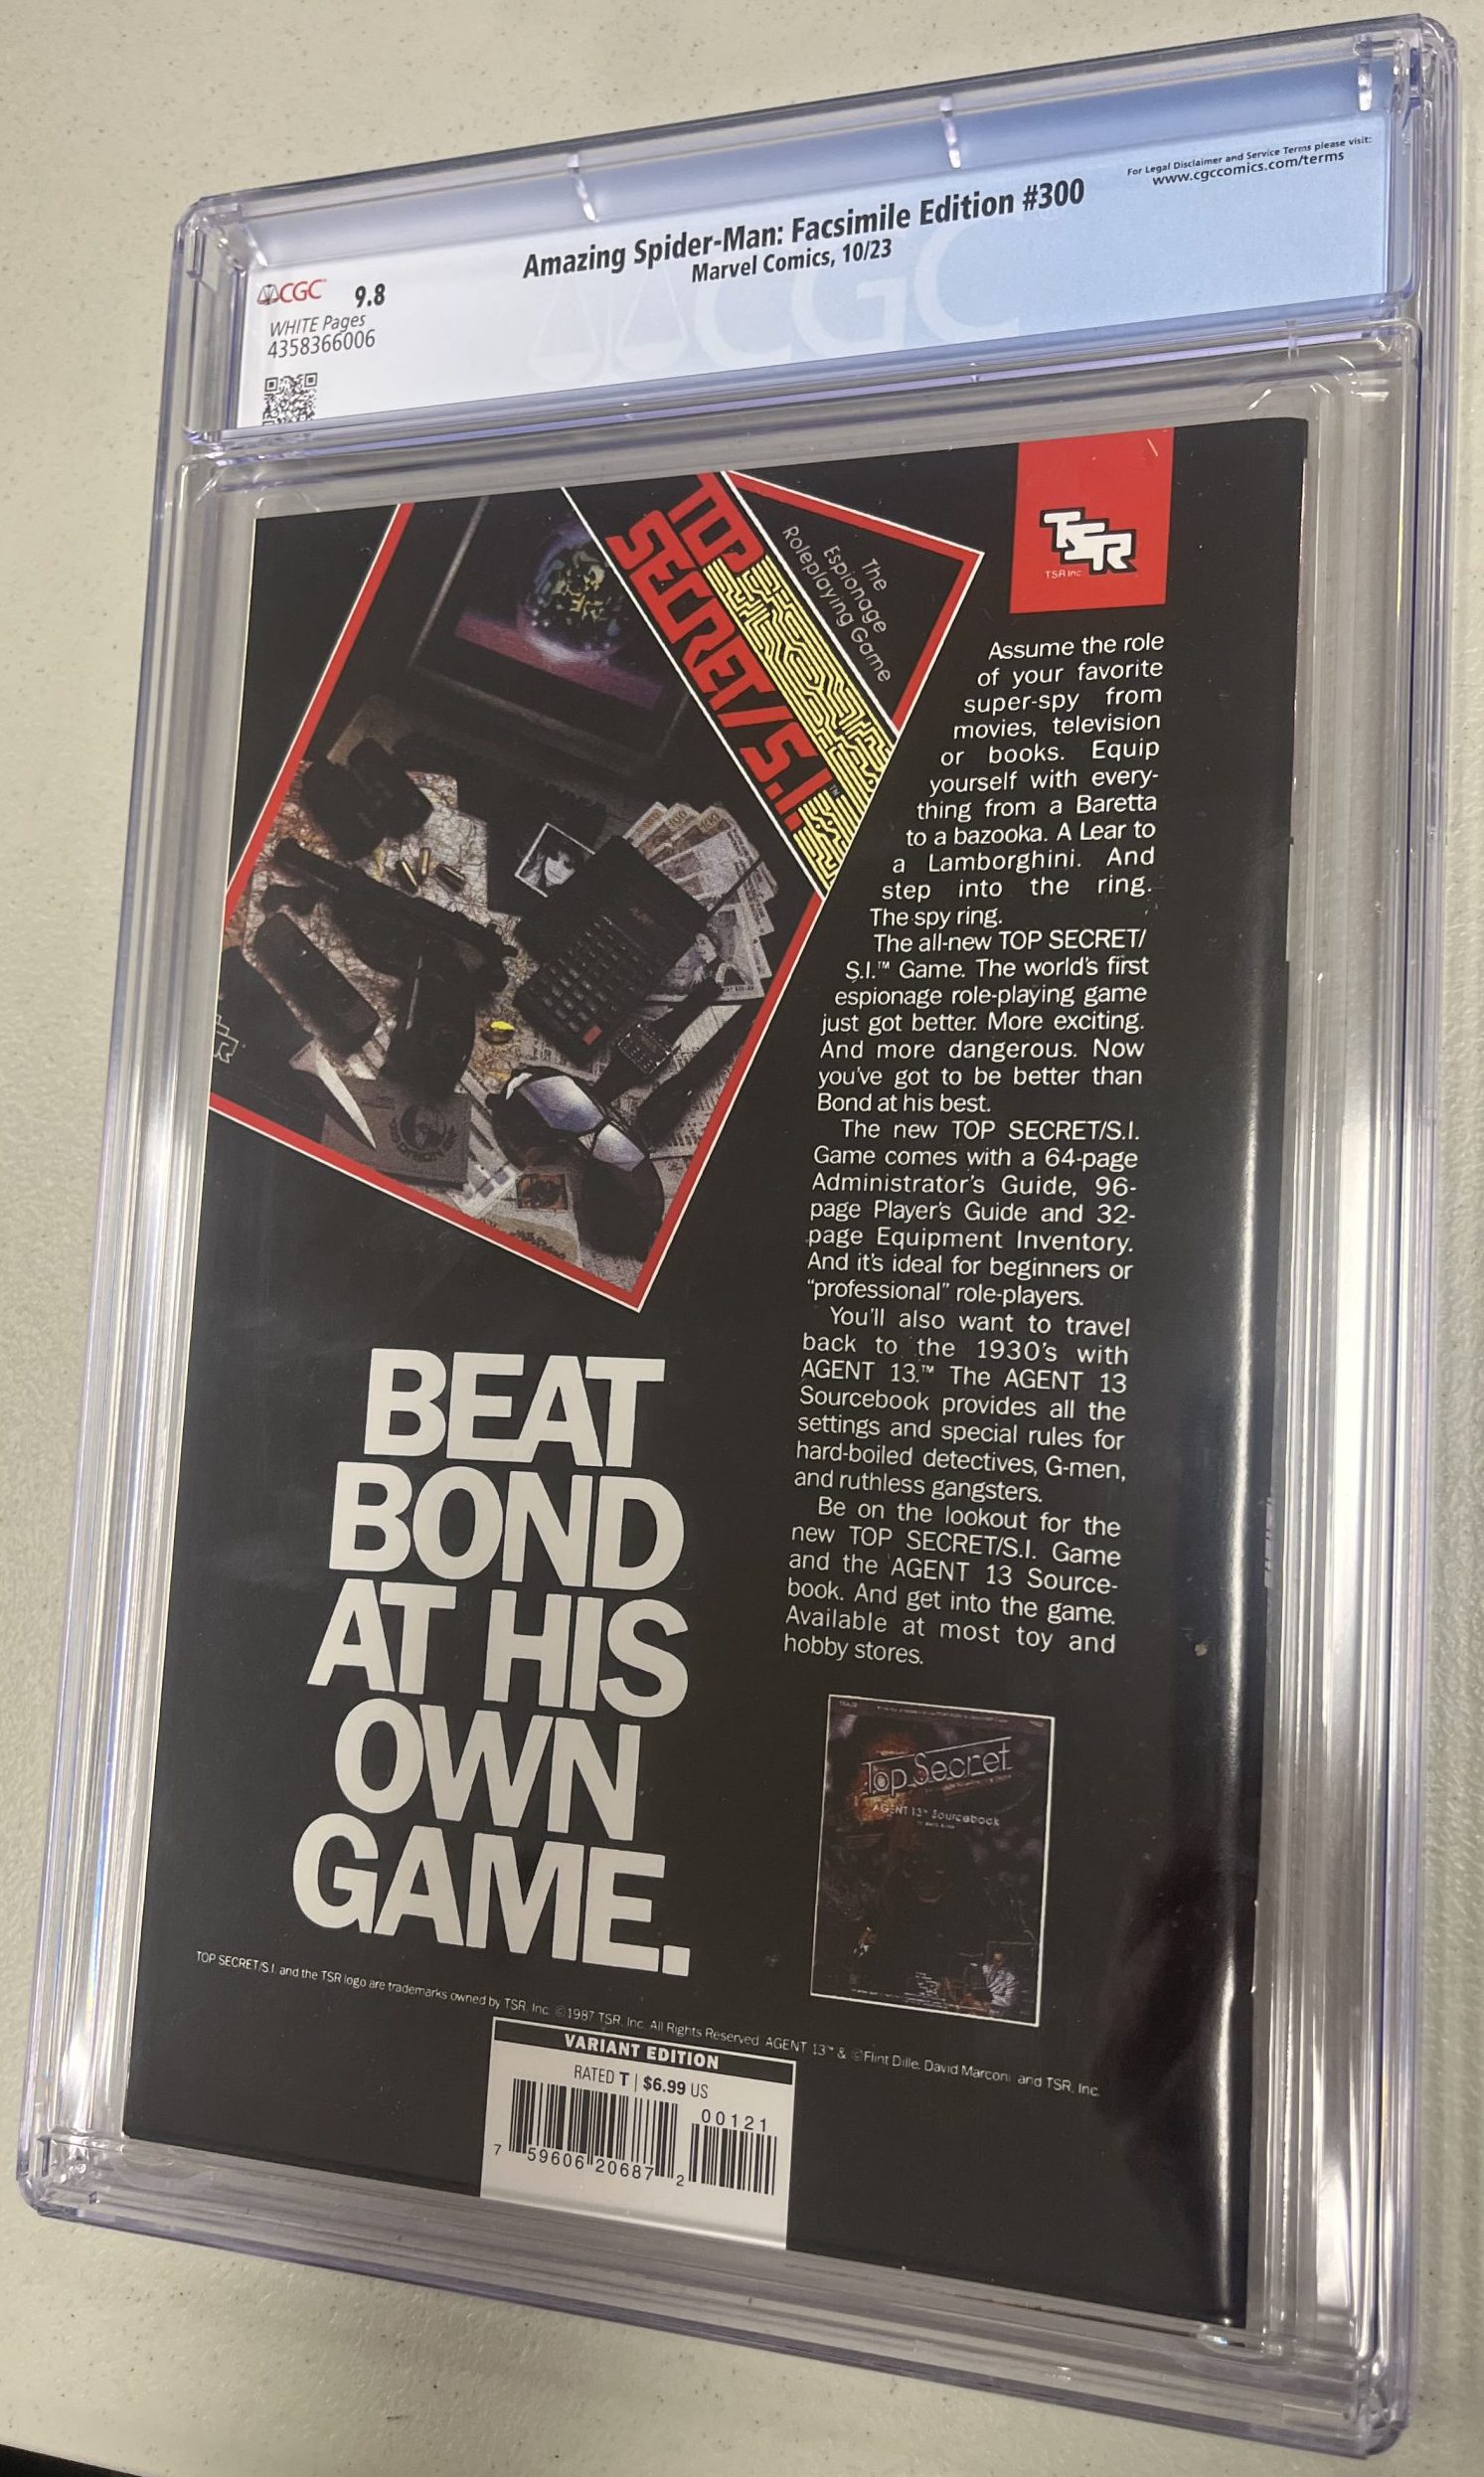 Amazing Spider-Man: Facsimile Edition #300
Marvel Comics, 10/23
For Legal Disclaimer and Service Terms please visit:
www.cgccomics.com/terms
CGC 9.8
WHITE Pages
4358366006
CGC
TOP
SECRET/S.I.™
The
Espionage
Roleplaying Game
TSR
TSR Inc.
Assume the role
of your favorite
super-spy from
movies, television
or books. Equip
yourself with every-
thing from a Baretta
to a bazooka. A Lear to
a Lamborghini. And
step into the ring.
The spy ring.
The all-new TOP SECRET/
S.I.™ Game. The world's first
espionage role-playing game
just got better. More exciting.
And more dangerous. Now
you've got to be better than
Bond at his best.
The new TOP SECRET/S.I.
Game comes with a 64-page
Administrator's Guide, 96-
page Player's Guide and 32-
page Equipment Inventory.
And it's ideal for beginners or
"professional" role-players.
You'll also want to travel
back to the 1930's with
AGENT 13.™ The AGENT 13
Sourcebook provides all the
settings and special rules for
hard-boiled detectives, G-men,
and ruthless gangsters.
Be on the lookout for the
new TOP SECRET/S.I. Game
and the AGENT 13 Source-
book. And get into the game.
Available at most toy and
hobby stores.
BEAT
BOND
AT HIS
OWN
GAME.
Top Secret
AGENT 13™ Sourcebook
TOP SECRET/S.I. and the TSR logo are trademarks owned by TSR, Inc. ©1987 TSR, Inc. All Rights Reserved. AGENT 13™ & ©Flint Dille, David Marconi and TSR, Inc.
VARIANT EDITION
RATED T | $6.99 US
00121
7 59606 20687 2